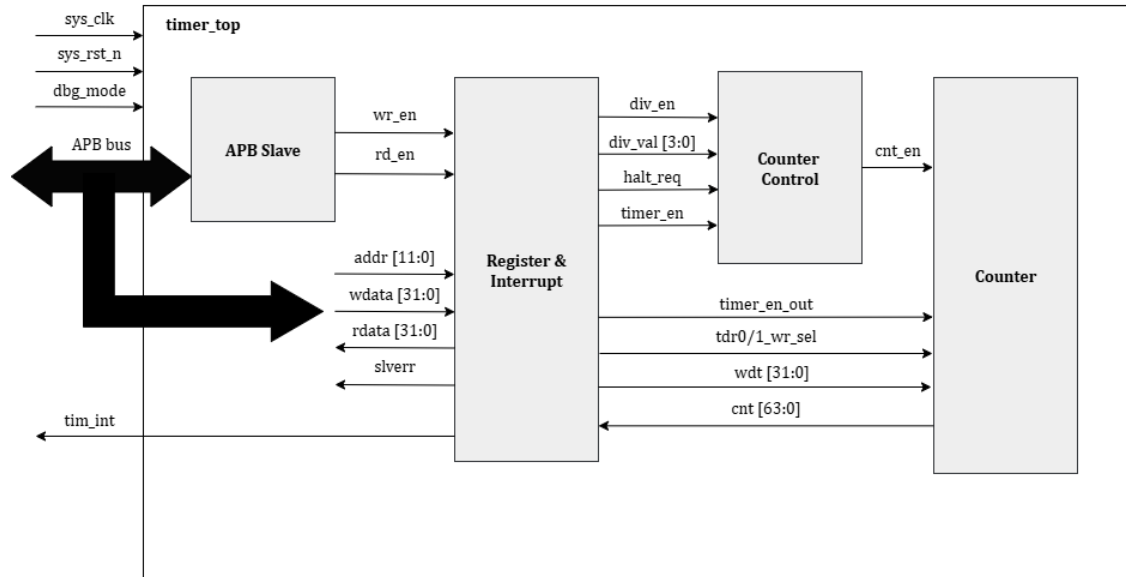 sys_clk
timer_top
sys_rst_n
dbg_mode
APB bus
APB Slave
wr_en
rd_en
addr [11:0]
wdata [31:0]
rdata [31:0]
slverr
tim_int
Register &
Interrupt
div_en
div_val [3:0]
halt_req
timer_en
Counter
Control
cnt_en
timer_en_out
tdr0/1_wr_sel
wdt [31:0]
cnt [63:0]
Counter